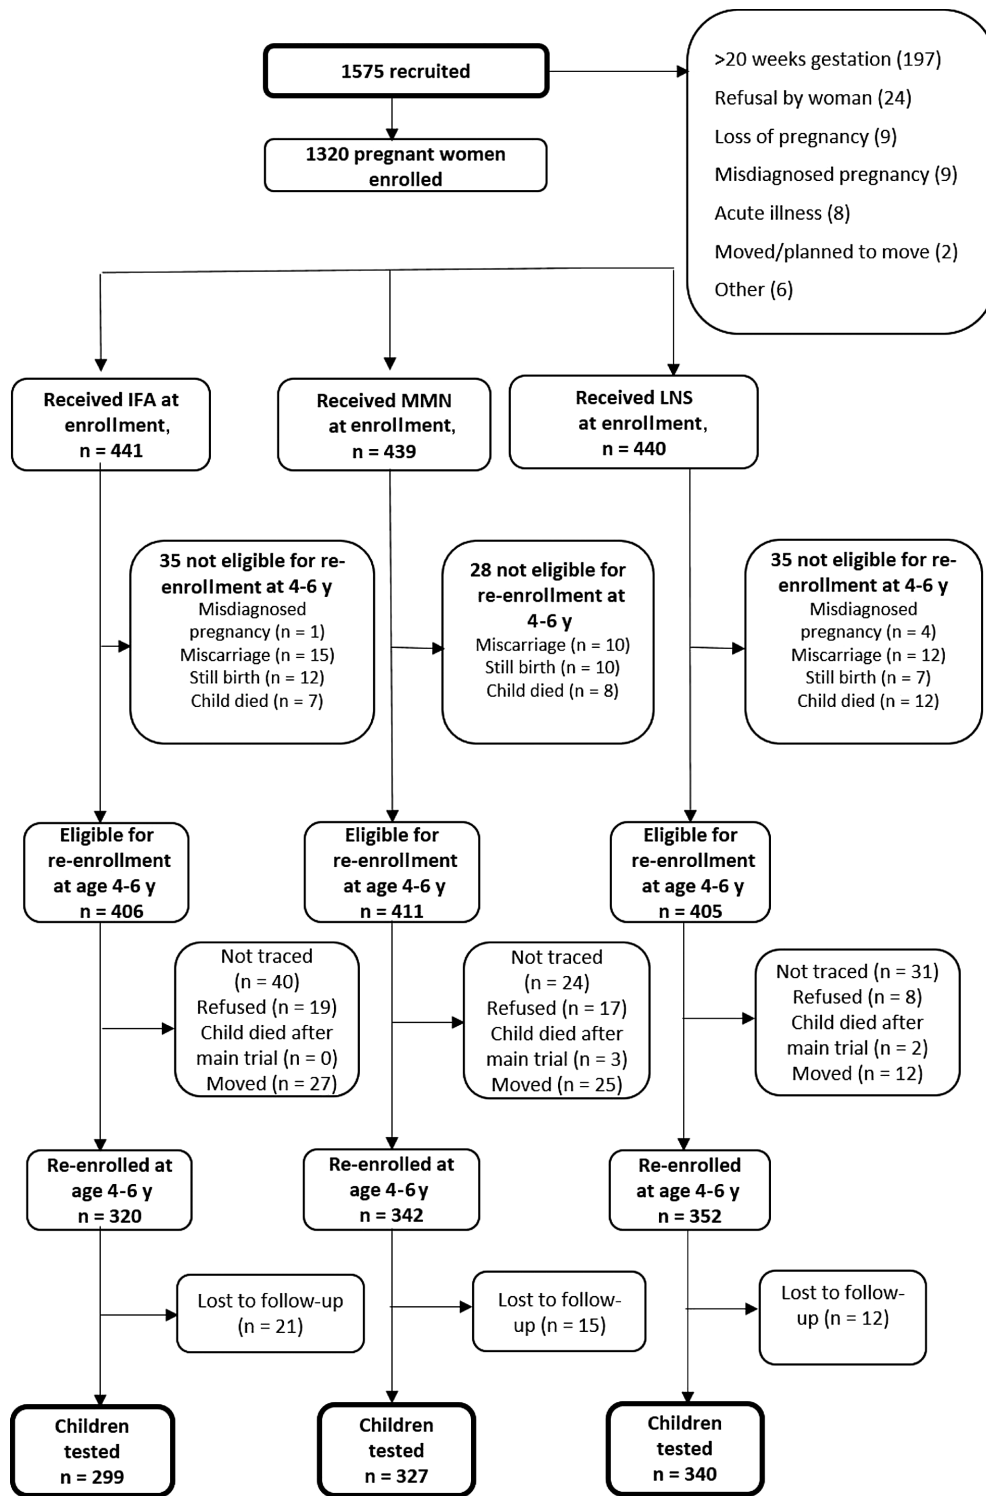 1575 recruited
1320 pregnant women
enrolled
>20 weeks gestation (197)
Refusal by woman (24)
Loss of pregnancy (9)
Misdiagnosed pregnancy (9)
Acute illness (8)
Moved/planned to move (2)
Other (6)
Received IFA at
enrollment,
n = 441
Received MMN
at enrollment,
n = 439
Received LNS
at enrollment,
n = 440
35 not eligible for re-
enrollment at 4-6 y
Misdiagnosed
pregnancy (n = 1)
Miscarriage (n = 15)
Still birth (n = 12)
Child died (n = 7)
28 not eligible for
re-enrollment at
4-6 y
Miscarriage (n = 10)
Still birth (n = 10)
Child died (n = 8)
35 not eligible for re-
enrollment at 4-6 y
Misdiagnosed
pregnancy (n = 4)
Miscarriage (n = 12)
Still birth (n = 7)
Child died (n = 12)
Eligible for
re-enrollment
at age 4-6 y
n = 406
Eligible for
re-enrollment
at age 4-6 y
n = 411
Eligible for
re-enrollment
at age 4-6 y
n = 405
Not traced
(n = 40)
Refused (n = 19)
Child died after
main trial (n = 0)
Moved (n = 27)
Not traced
(n = 24)
Refused (n = 17)
Child died after
main trial (n = 3)
Moved (n = 25)
Not traced (n = 31)
Refused (n = 8)
Child died after
main trial (n = 2)
Moved (n = 12)
Re-enrolled at
age 4-6 y
n = 320
Re-enrolled at
age 4-6 y
n = 342
Re-enrolled
at age 4-6 y
n = 352
Lost to follow-up
(n = 21)
Lost to follow-
up (n = 15)
Lost to follow-
up (n = 12)
Children
tested
n = 299
Children
tested
n = 327
Children
tested
n = 340